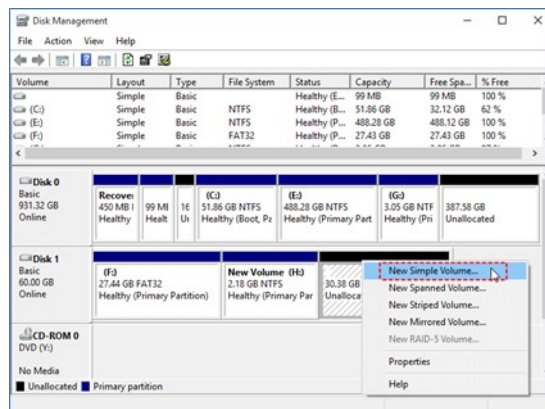 Disk Management
File Action View Help
Volume Layout Type File System Status Capacity Free Spa... % Free
Simple Basic Healthy (E... 99 MB 99 MB 100 %
(C:) Simple Basic NTFS Healthy (B... 51.86 GB 32.12 GB 62 %
(E:) Simple Basic NTFS Healthy (P... 488.28 GB 488.12 GB 100 %
(F:) Simple Basic FAT32 Healthy (P... 27.43 GB 27.43 GB 100 %
Disk 0
Basic
931.32 GB
Online
Recover
450 MB
Healthy
99 MI
Healt
16
Ur
(C:)
51.86 GB NTFS
Healthy (Boot, Pa
(E:)
488.28 GB NTFS
Healthy (Primary Part
(G:)
3.05 GB NTF
Healthy (Pri
387.58 GB
Unallocated
Disk 1
Basic
60.00 GB
Online
(F:)
27.44 GB FAT32
Healthy (Primary Partition)
New Volume (H:)
2.18 GB NTFS
Healthy (Primary Par
30.38 GB
Unalloca
New Simple Volume...
New Spanned Volume...
New Striped Volume...
New Mirrored Volume...
New RAID-5 Volume...
Properties
Help
CD-ROM 0
DVD (Y:)
No Media
Unallocated Primary partition